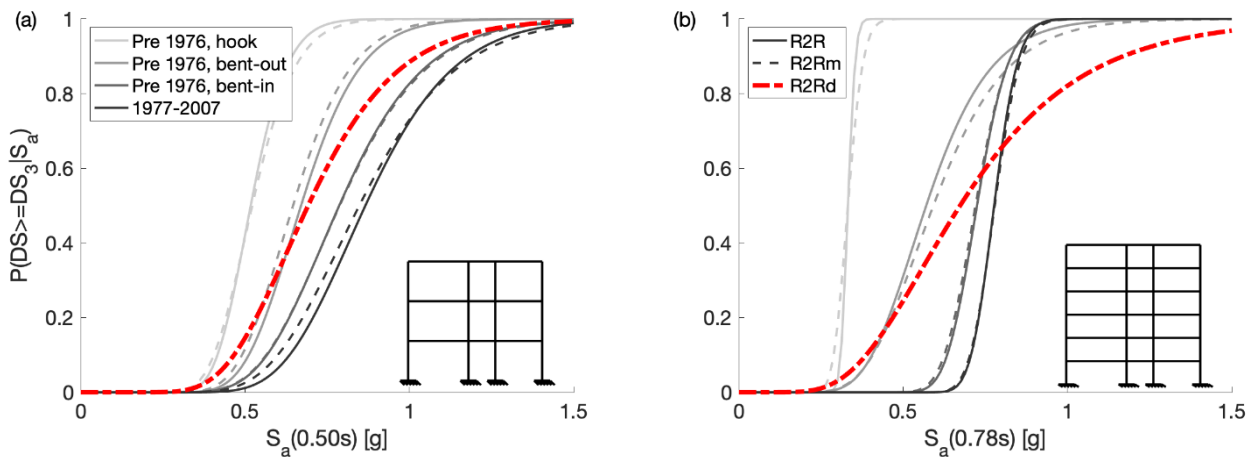 (a)
1
0.8
0.6
0.4
0.2
0
P(DS>=DS3|Sa)
Pre 1976, hook
Pre 1976, bent-out
Pre 1976, bent-in
1977-2007
0 0.5 1 1.5
Sa(0.50s) [g]
(b)
1
0.8
0.6
0.4
0.2
0
R2R
R2Rm
R2Rd
0 0.5 1 1.5
Sa(0.78s) [g]